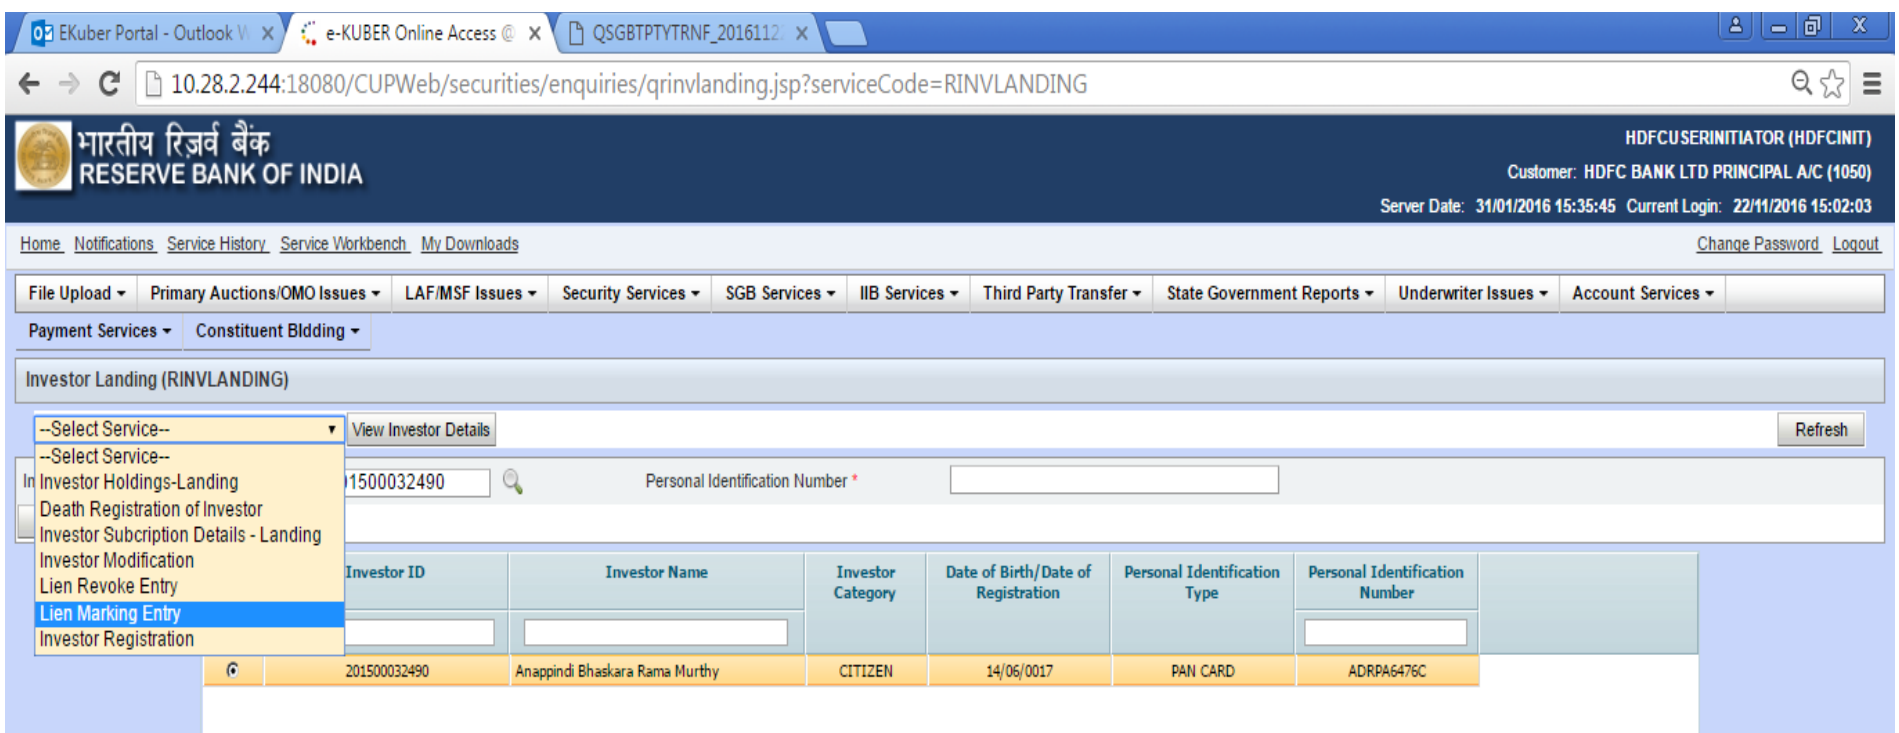 EKuber Portal - Outlook W
e-KUBER Online Access @
QSGBTPTYTRNF_2016112
10.28.2.244:18080/CUPWeb/securities/enquiries/qrinvlanding.jsp?serviceCode=RINVLANDING
भारतीय रिज़र्व बैंक
RESERVE BANK OF INDIA
HDFCUSERINITIATOR (HDFCINIT)
Customer: HDFC BANK LTD PRINCIPAL A/C (1050)
Server Date: 31/01/2016 15:35:45 Current Login: 22/11/2016 15:02:03
Home Notifications Service History Service Workbench My Downloads Change Password Logout
File Upload Primary Auctions/OMO Issues LAF/MSF Issues Security Services SGB Services IIB Services Third Party Transfer State Government Reports Underwriter Issues Account Services
Payment Services Constituent BIdding
Investor Landing (RINVLANDING)
--Select Service-- View Investor Details Refresh
--Select Service--
Investor Holdings-Landing
Death Registration of Investor
Investor Subcription Details - Landing
Investor Modification
Lien Revoke Entry
Lien Marking Entry
Investor Registration
In 1500032490 Personal Identification Number *
Investor ID Investor Name Investor Category Date of Birth/Date of Registration Personal Identification Type Personal Identification Number
201500032490 Anappindi Bhaskara Rama Murthy CITIZEN 14/06/0017 PAN CARD ADRPA6476C